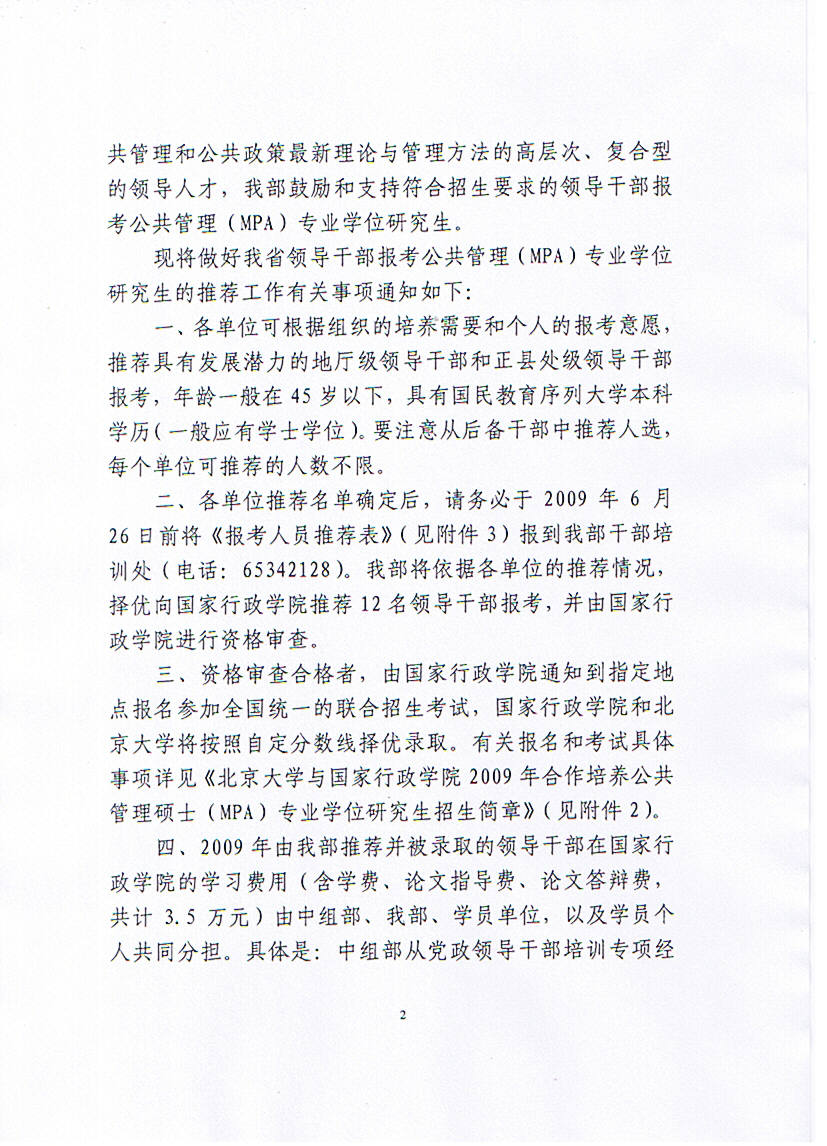 共管理和公共政策最新理论与管理方法的高层次、复合型
的领导人才，我部鼓励和支持符合招生要求的领导干部报
考公共管理（MPA）专业学位研究生。
现将做好我省领导干部报考公共管理（MPA）专业学位
研究生的推荐工作有关事项通知如下：
一、各单位可根据组织的培养需要和个人的报考意愿，
推荐具有发展潜力的地厅级领导干部和正县处级领导干部
报考，年龄一般在 45 岁以下，具有国民教育序列大学本科
学历（一般应有学士学位）。要注意从后备干部中推荐人选，
每个单位可推荐的人数不限。
二、各单位推荐名单确定后，请务必于 2009 年 6 月
26 日前将《报考人员推荐表》（见附件 3）报到我部干部培
训处（电话：65342128）。我部将依据各单位的推荐情况，
择优向国家行政学院推荐 12 名领导干部报考，并由国家行
政学院进行资格审查。
三、资格审查合格者，由国家行政学院通知到指定地
点报名参加全国统一的联合招生考试，国家行政学院和北
京大学将按照自定分数线择优录取。有关报名和考试具体
事项详见《北京大学与国家行政学院 2009 年合作培养公共
管理硕士（MPA）专业学位研究生招生简章》（见附件 2）。
四、2009 年由我部推荐并被录取的领导干部在国家行
政学院的学习费用（含学费、论文指导费、论文答辩费，
共计 3.5 万元）由中组部、我部、学员单位，以及学员个
人共同分担。具体是：中组部从党政领导干部培训专项经
2